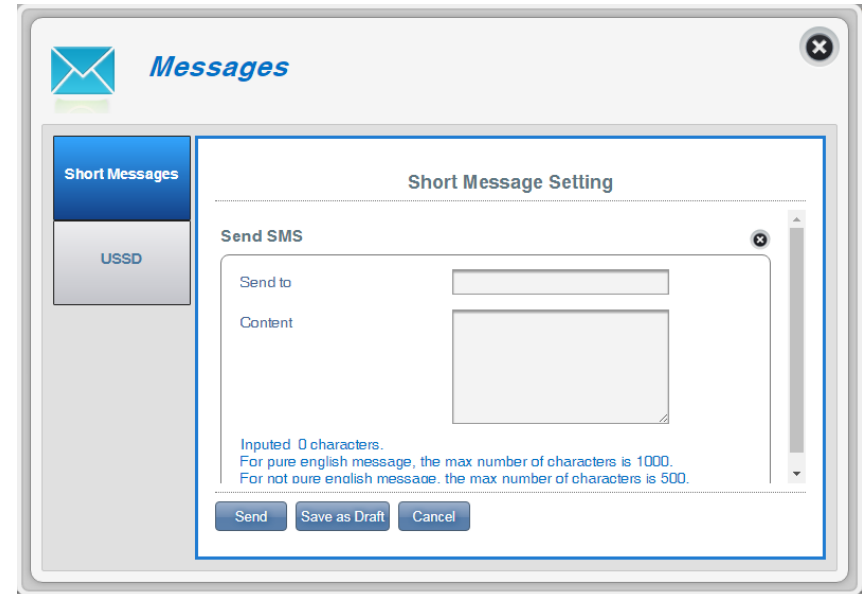 Messages
Short Messages
USSD
Short Message Setting
Send SMS
Send to
Content
Inputed 0 characters.
For pure english message, the max number of characters is 1000.
For not pure english message, the max number of characters is 500.
Send Save as Draft Cancel